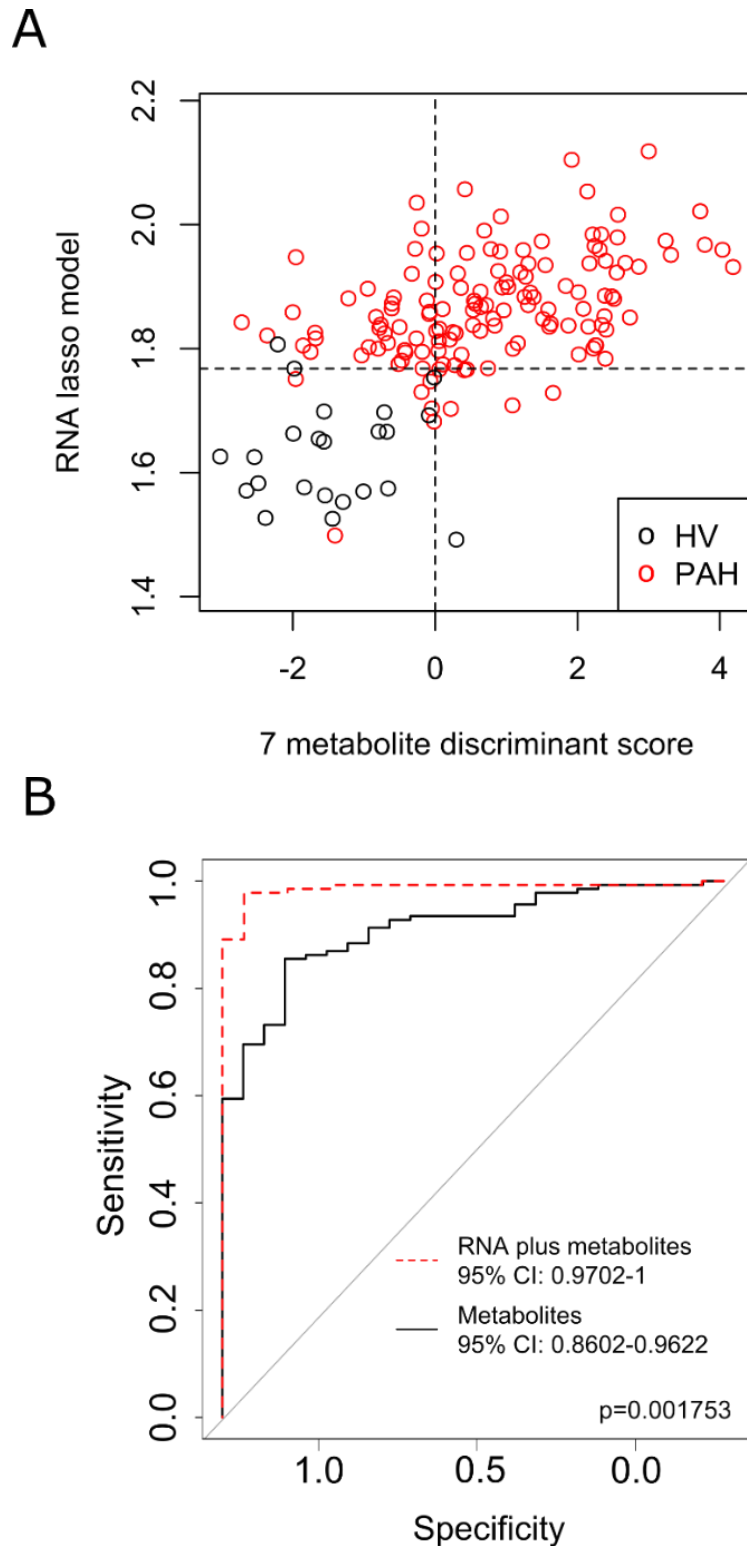 A
2.2
2.0
1.8
1.6
1.4
RNA lasso model
HV
PAH
-2 0 2 4
7 metabolite discriminant score
B
1.0
0.8
0.6
0.4
0.2
0.0
Sensitivity
RNA plus metabolites
95% CI: 0.9702-1
Metabolites
95% CI: 0.8602-0.9622
p=0.001753
1.0 0.5 0.0
Specificity